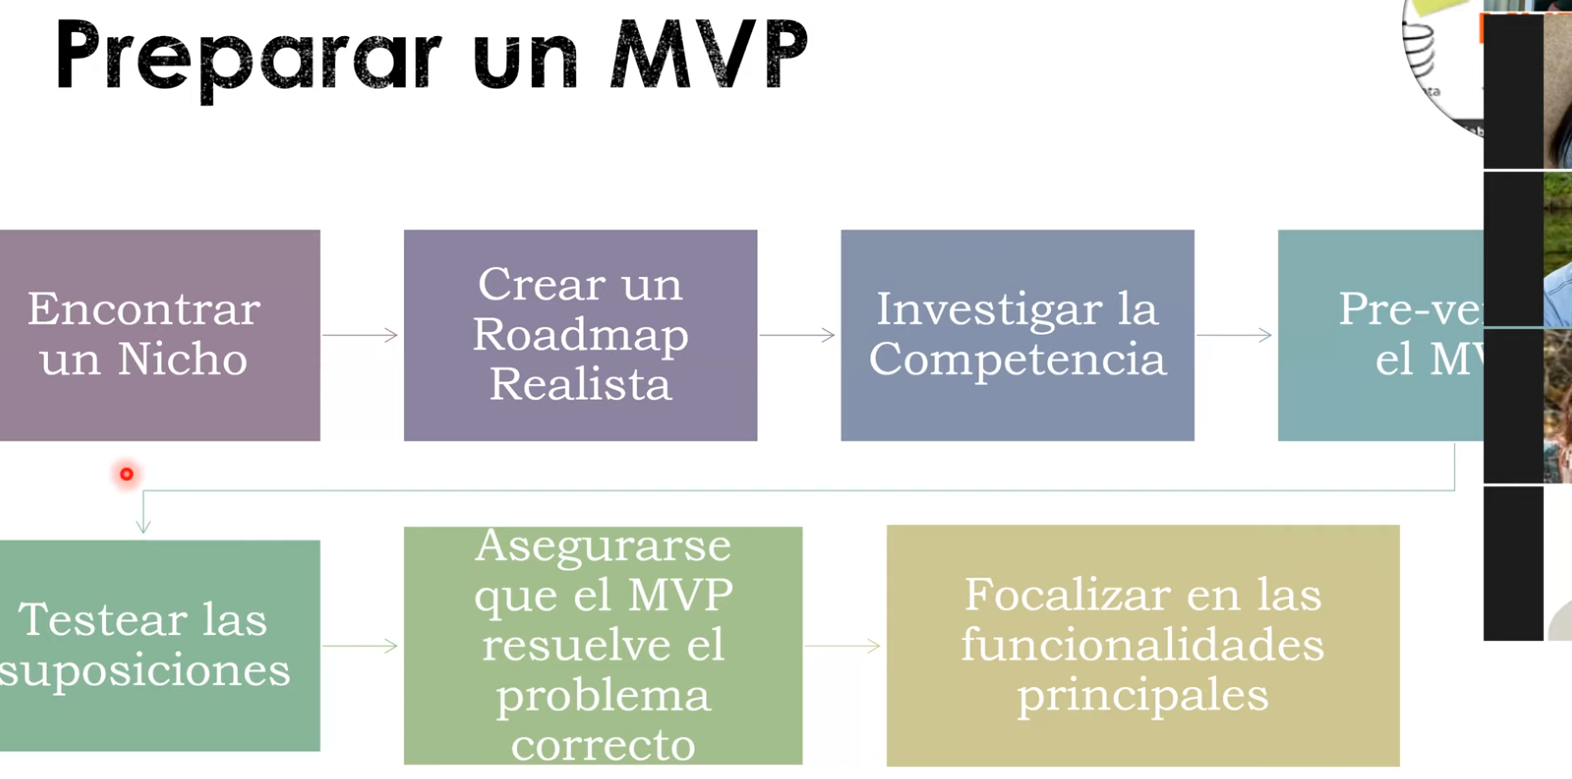 Preparar un MVP
Encontrar
un Nicho
Crear un
Roadmap
Realista
Investigar la
Competencia
el
Testear las
suposiciones
Asegurarse
que el MVP
resuelve el
problema
correcto
Focalizar en las
funcionalidades
principales